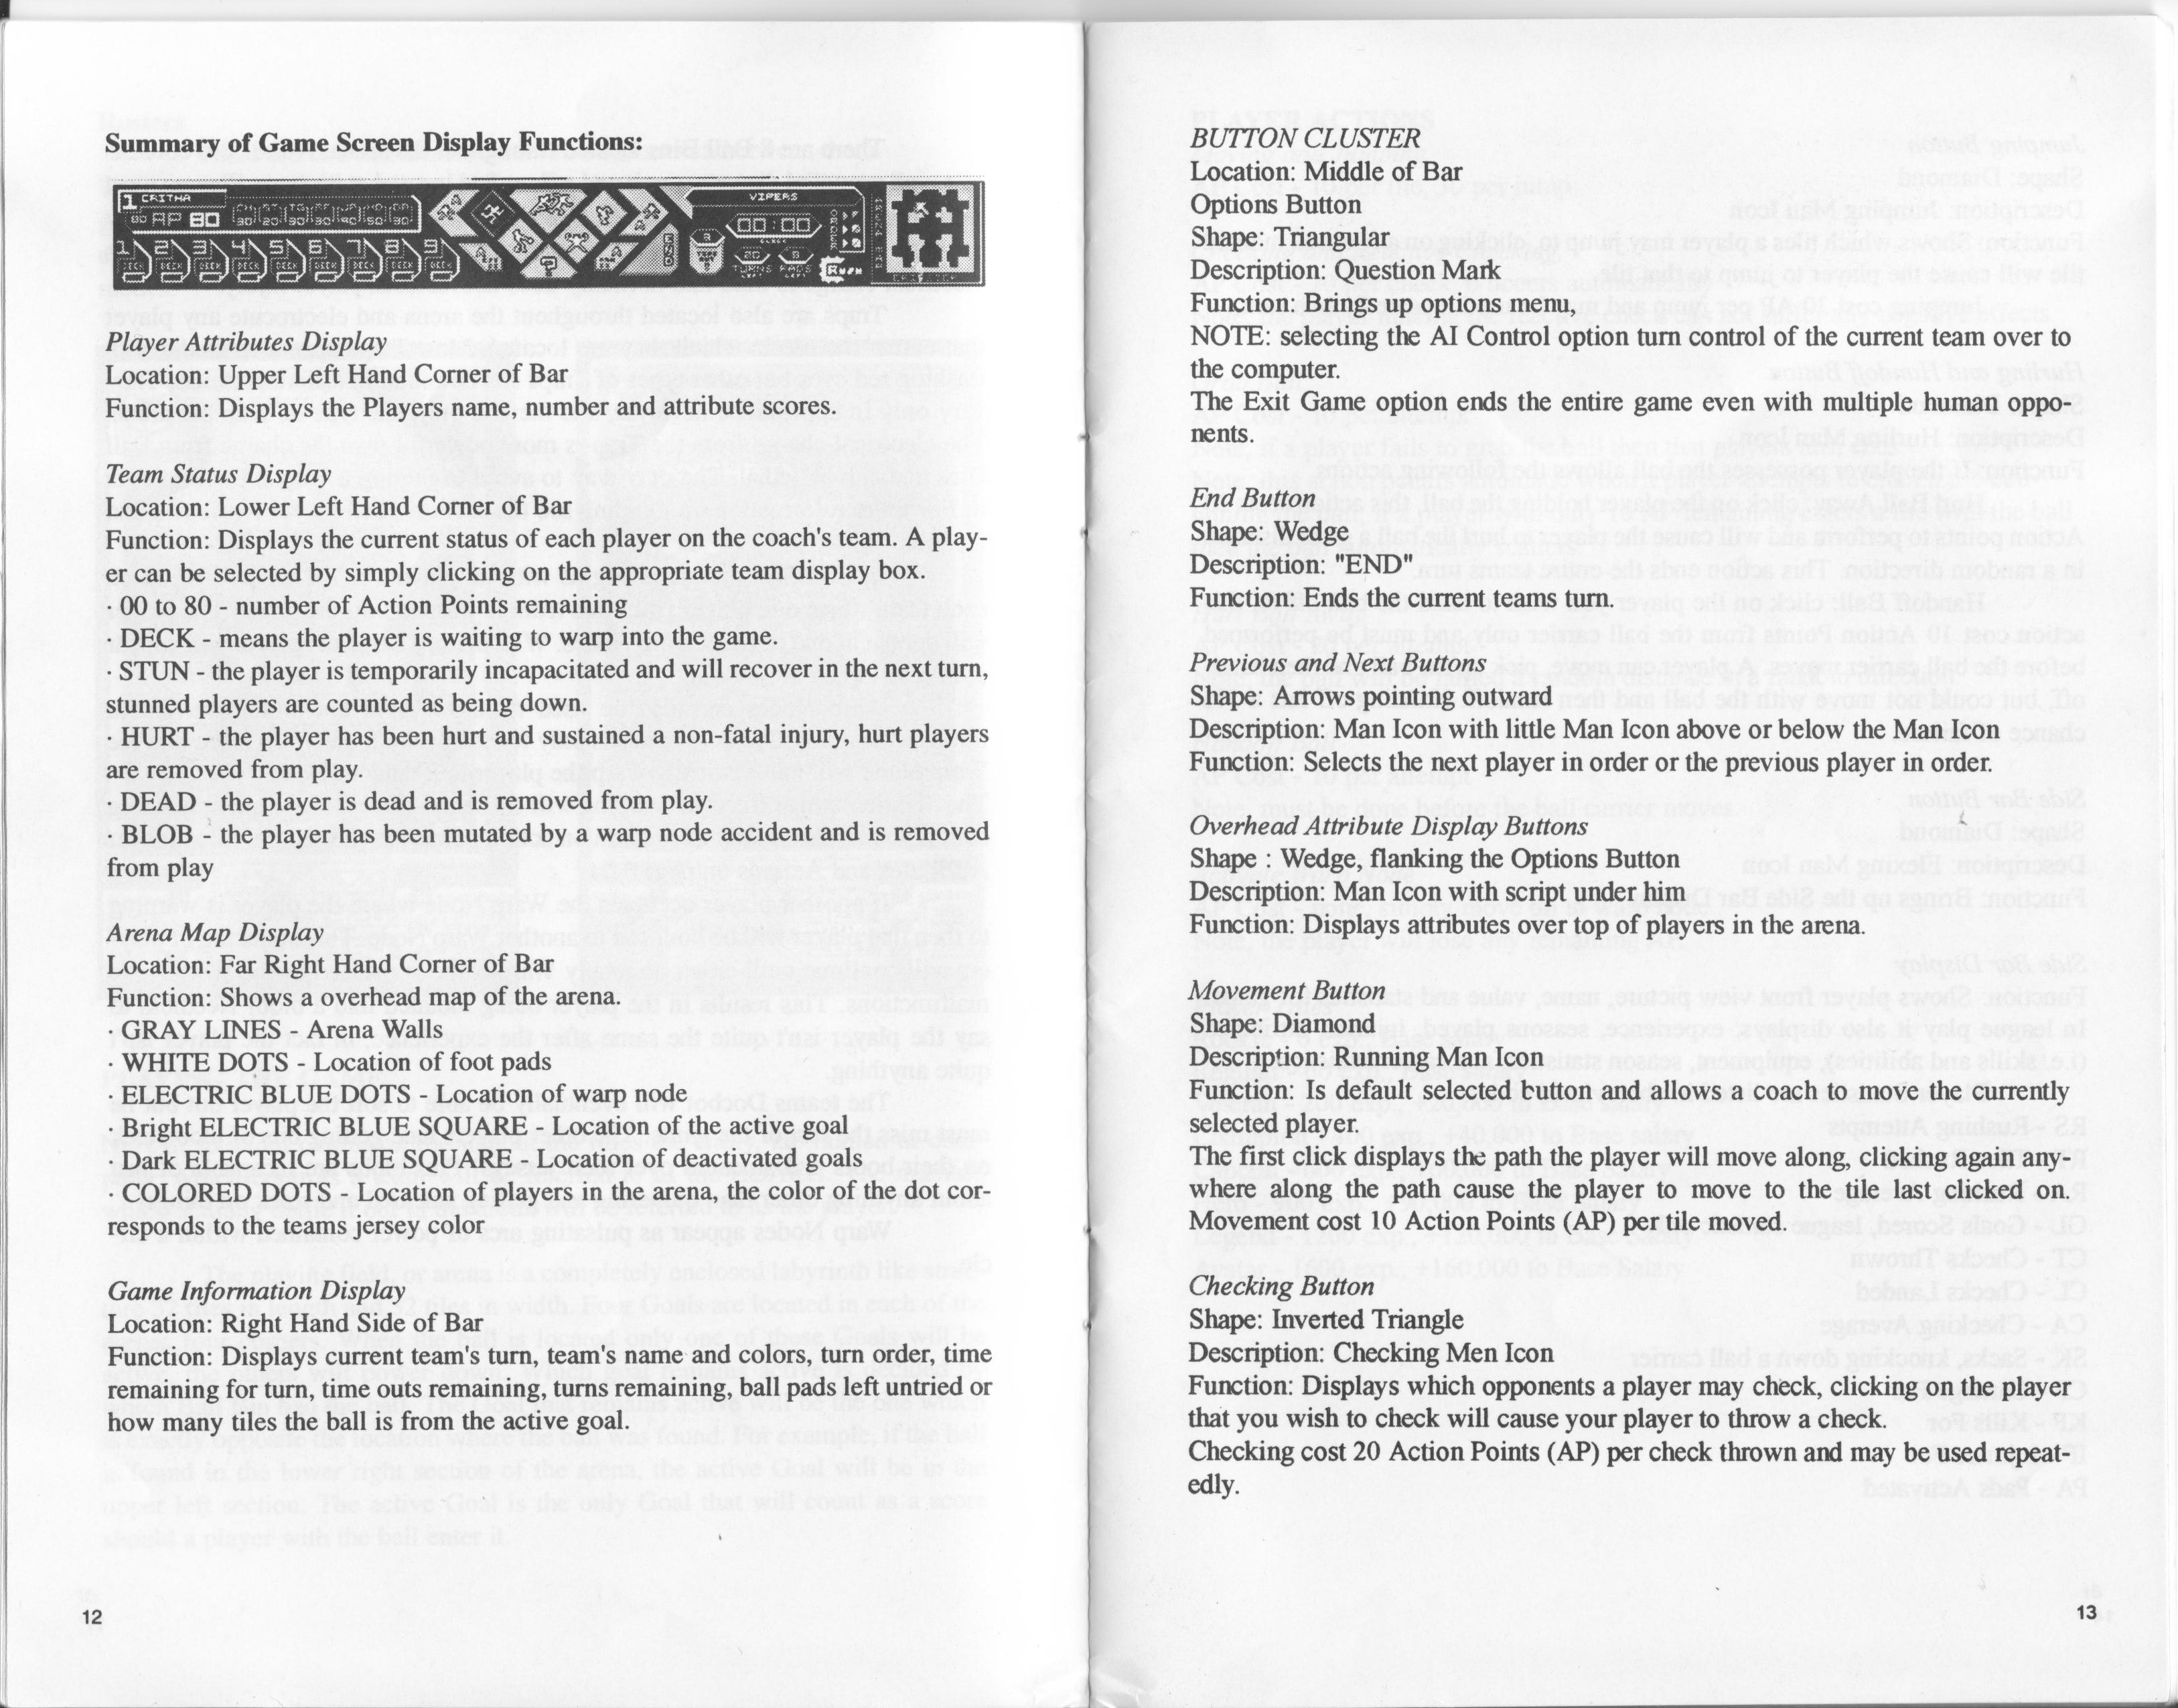 Summary of Game Screen Display Functions:
1 CRITNA
AP 80
VIPERS
00:00
1 2 3 4 5 6 7 8 9
DECK DECK DECK DECK DECK DECK DECK DECK DECK
END
TURNS PADS
Player Attributes Display
Location: Upper Left Hand Corner of Bar
Function: Displays the Players name, number and attribute scores.
Team Status Display
Location: Lower Left Hand Corner of Bar
Function: Displays the current status of each player on the coach's team. A play-
er can be selected by simply clicking on the appropriate team display box.
· 00 to 80 - number of Action Points remaining
· DECK - means the player is waiting to warp into the game.
· STUN - the player is temporarily incapacitated and will recover in the next turn,
stunned players are counted as being down.
· HURT - the player has been hurt and sustained a non-fatal injury, hurt players
are removed from play.
· DEAD - the player is dead and is removed from play.
· BLOB - the player has been mutated by a warp node accident and is removed
from play
Arena Map Display
Location: Far Right Hand Corner of Bar
Function: Shows a overhead map of the arena.
· GRAY LINES - Arena Walls
· WHITE DOTS - Location of foot pads
· ELECTRIC BLUE DOTS - Location of warp node
· Bright ELECTRIC BLUE SQUARE - Location of the active goal
· Dark ELECTRIC BLUE SQUARE - Location of deactivated goals
· COLORED DOTS - Location of players in the arena, the color of the dot cor-
responds to the teams jersey color
Game Information Display
Location: Right Hand Side of Bar
Function: Displays current team's turn, team's name and colors, turn order, time
remaining for turn, time outs remaining, turns remaining, ball pads left untried or
how many tiles the ball is from the active goal.
12
BUTTON CLUSTER
Location: Middle of Bar
Options Button
Shape: Triangular
Description: Question Mark
Function: Brings up options menu,
NOTE: selecting the AI Control option turn control of the current team over to
the computer.
The Exit Game option ends the entire game even with multiple human oppo-
nents.
End Button
Shape: Wedge
Description: "END"
Function: Ends the current teams turn.
Previous and Next Buttons
Shape: Arrows pointing outward
Description: Man Icon with little Man Icon above or below the Man Icon
Function: Selects the next player in order or the previous player in order.
Overhead Attribute Display Buttons
Shape : Wedge, flanking the Options Button
Description: Man Icon with script under him
Function: Displays attributes over top of players in the arena.
Movement Button
Shape: Diamond
Description: Running Man Icon
Function: Is default selected button and allows a coach to move the currently
selected player.
The first click displays the path the player will move along, clicking again any-
where along the path cause the player to move to the tile last clicked on.
Movement cost 10 Action Points (AP) per tile moved.
Checking Button
Shape: Inverted Triangle
Description: Checking Men Icon
Function: Displays which opponents a player may check, clicking on the player
that you wish to check will cause your player to throw a check.
Checking cost 20 Action Points (AP) per check thrown and may be used repeat-
edly.
13